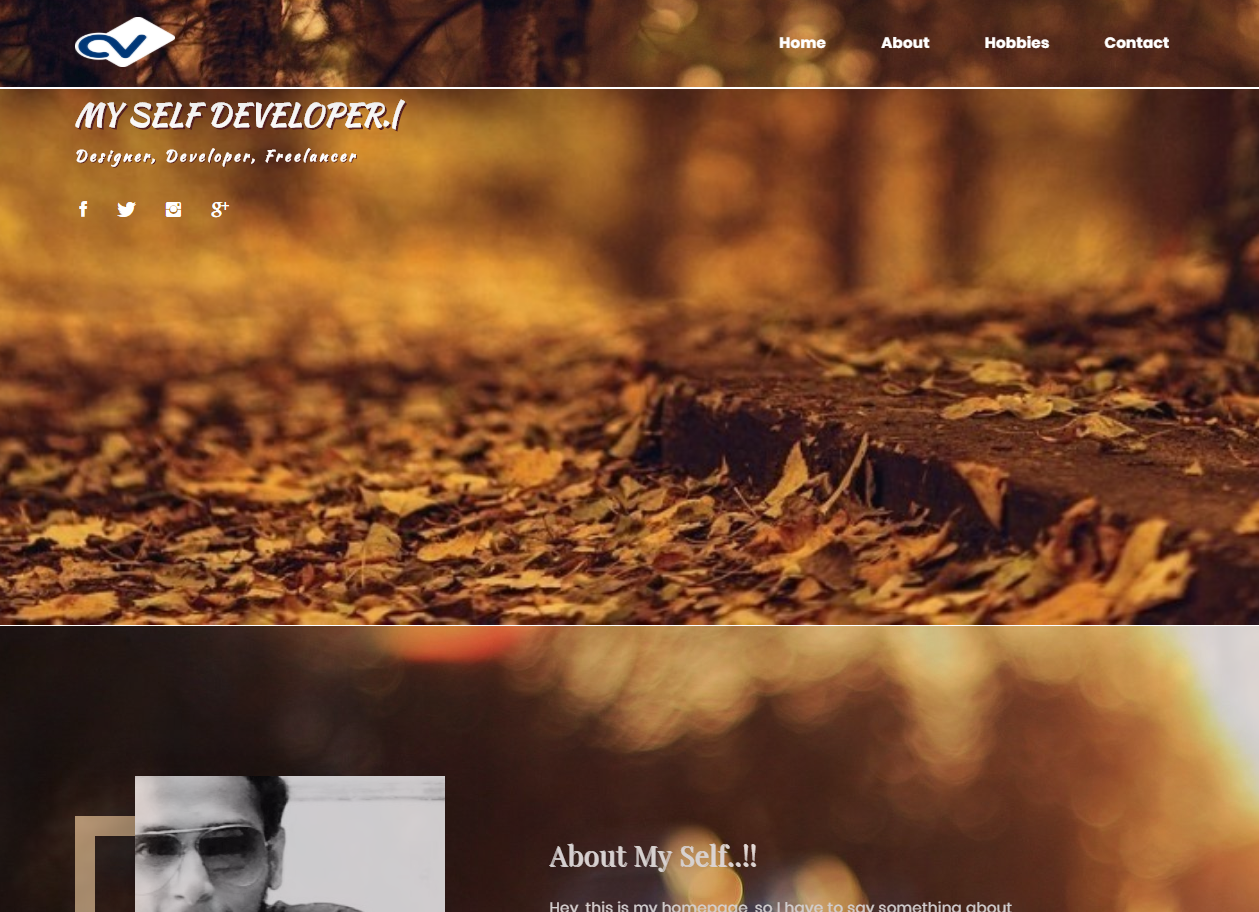 CV
Home About Hobbies Contact
MY SELF DEVELOPER.|
Designer, Developer, Freelancer
f g+
About My Self..!!
Hey, this is my homepage, so I have to say something about